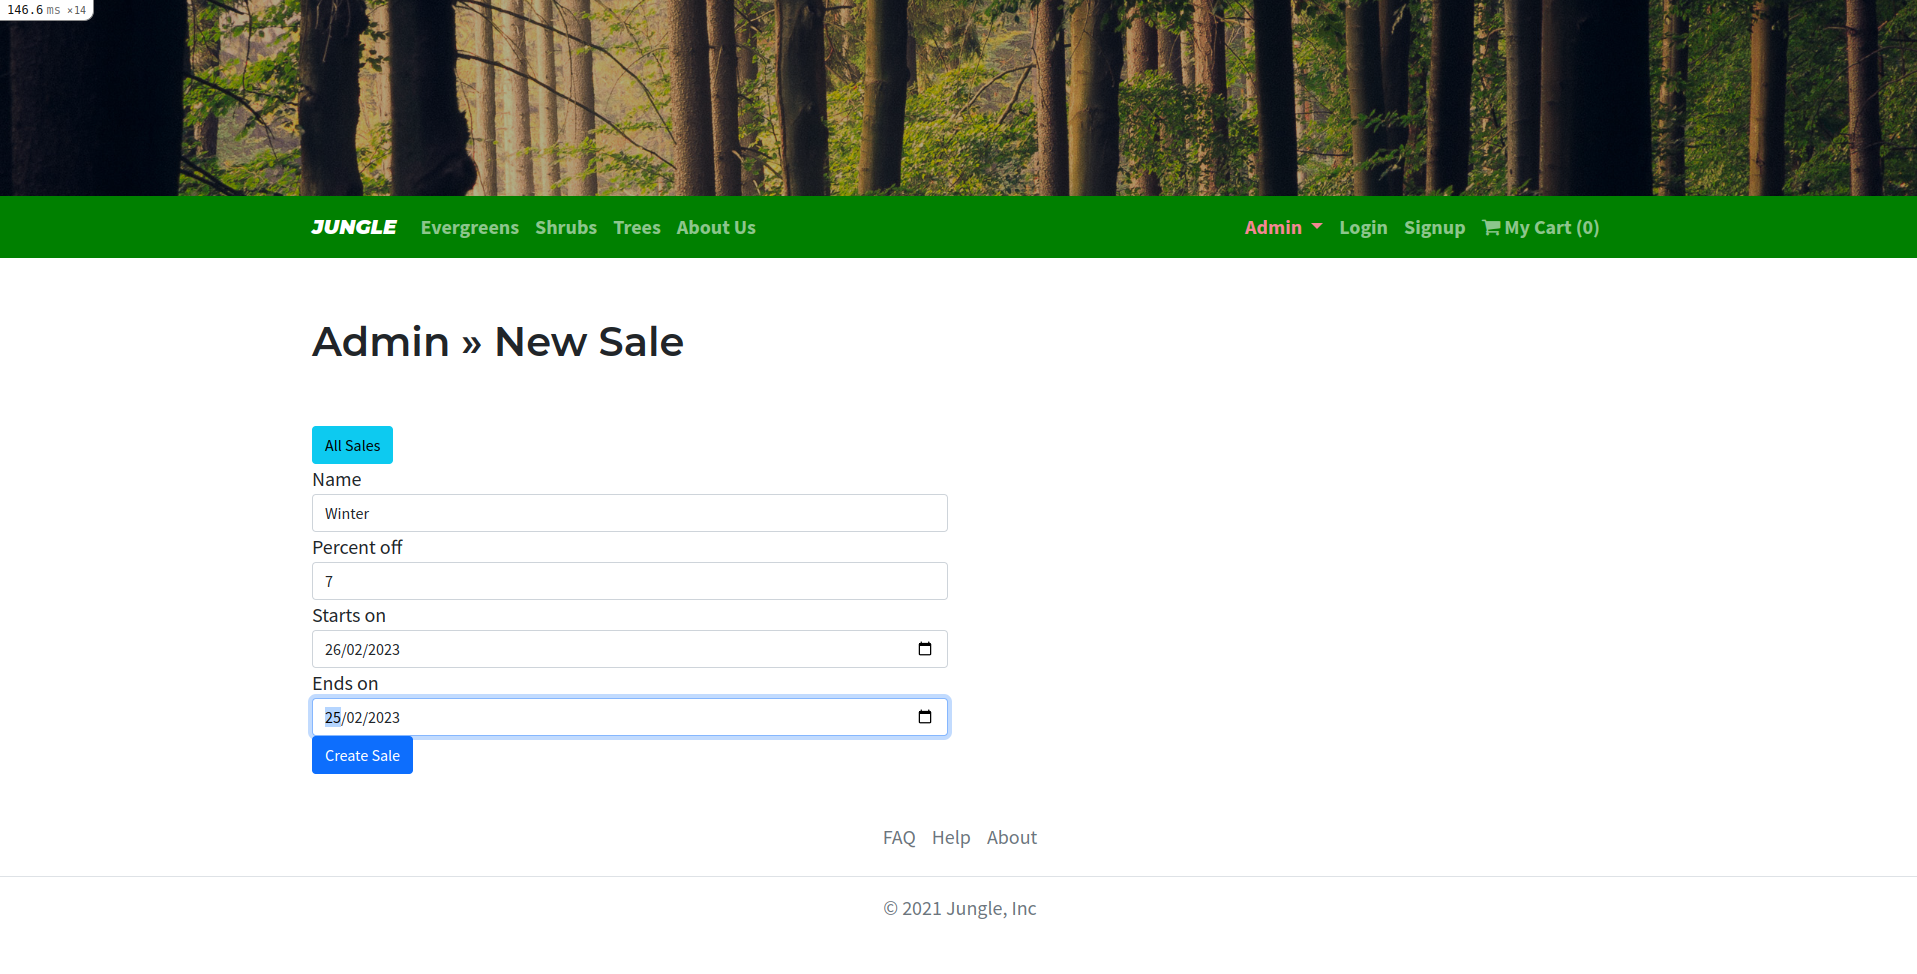 146.6 ms ×14
JUNGLE Evergreens Shrubs Trees About Us Admin Login Signup My Cart (0)
Admin » New Sale
All Sales
Name
Winter
Percent off
7
Starts on
26/02/2023
Ends on
25/02/2023
Create Sale
FAQ Help About
© 2021 Jungle, Inc